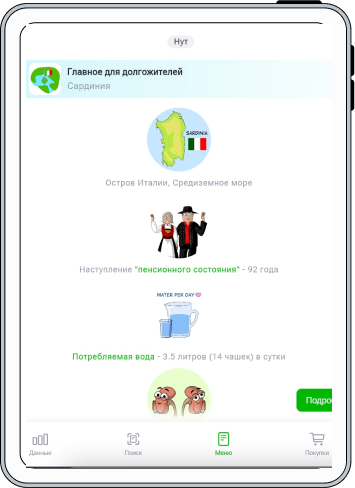 Нут
Главное для долгожителей
Сардиния
SARDINIA
Остров Италии, Средиземное море
Наступление "пенсионного состояния" - 92 года
WATER PER DAY
Потребляемая вода - 3.5 литров (14 чашек) в сутки
Подро
Данные
Поиск
Меню
Покупки